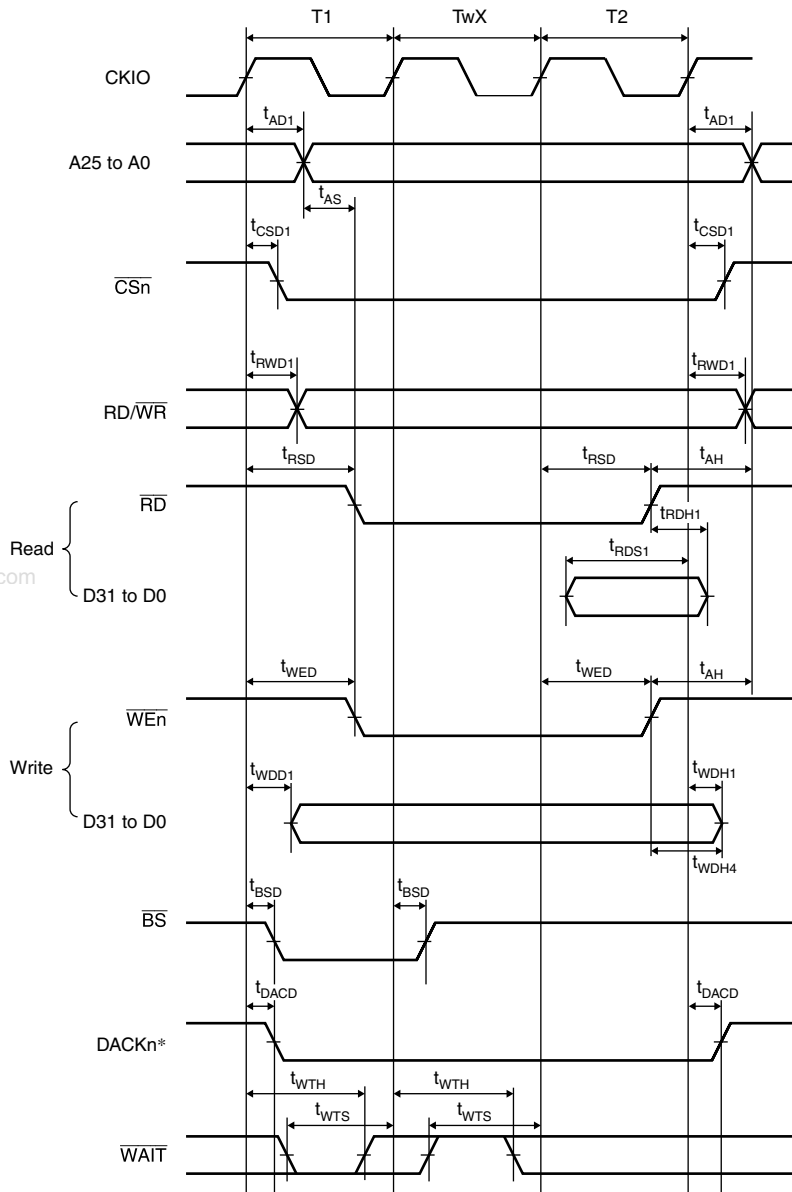 T1 TwX T2
CKIO
tAD1 tAD1
A25 to A0
tAS
tCSD1 tCSD1
CSn
tRWD1 tRWD1
RD/WR
tRSD tRSD tAH
RD
tRDH1
Read
tRDS1
com
D31 to D0
tWED tWED tAH
WEn
Write
tWDD1 tWDH1
D31 to D0
tWDH4
tBSD tBSD
BS
tDACD tDACD
DACKn*
tWTH tWTH
tWTS tWTS
WAIT